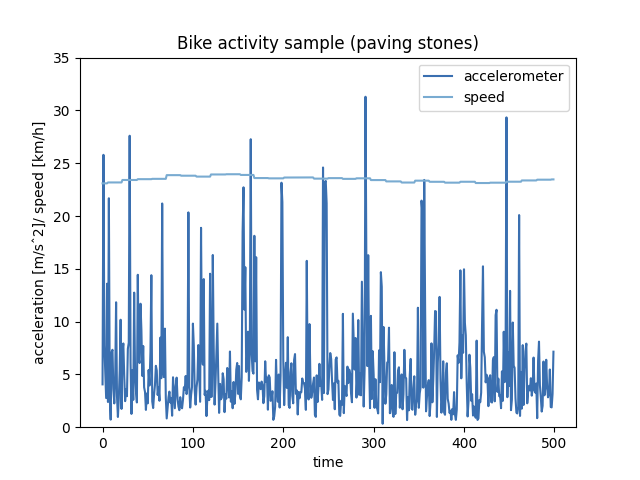 Bike activity sample (paving stones)
accelerometer
speed
acceleration [m/s^2]/ speed [km/h]
35
30
25
20
15
10
5
0
0 100 200 300 400 500
time